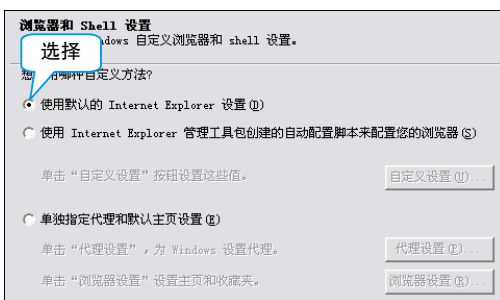 浏览器和 Shell 设置
dows 自定义浏览器和 shell 设置。
选择
想 用哪种自定义方法?
使用默认的 Internet Explorer 设置(D)
使用 Internet Explorer 管理工具包创建的自动配置脚本来配置您的浏览器(S)
单击“自定义设置”按钮设置这些值。
自定义设置(U)...
单独指定代理和默认主页设置(E)
单击“代理设置”，为 Windows 设置代理。
代理设置(P)...
单击“浏览器设置”设置主页和收藏夹。
浏览器设置(R)...